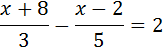 (x + 8)/3 − (x − 2)/5 = 2